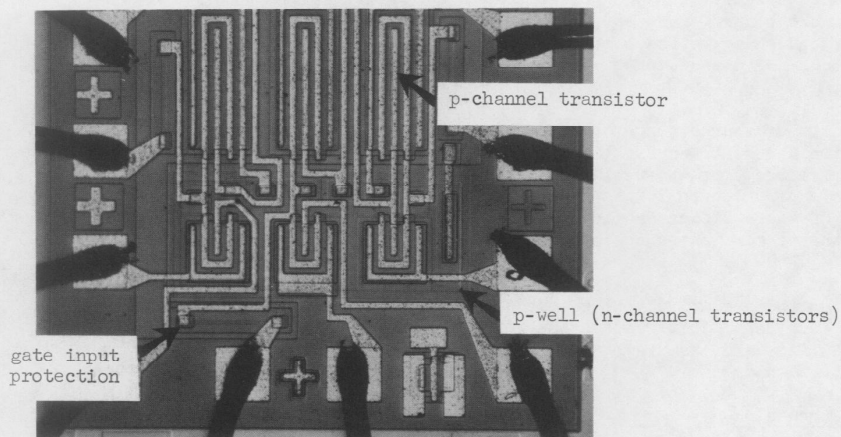 p-channel transistor
p-well (n-channel transistors)
gate input
protection